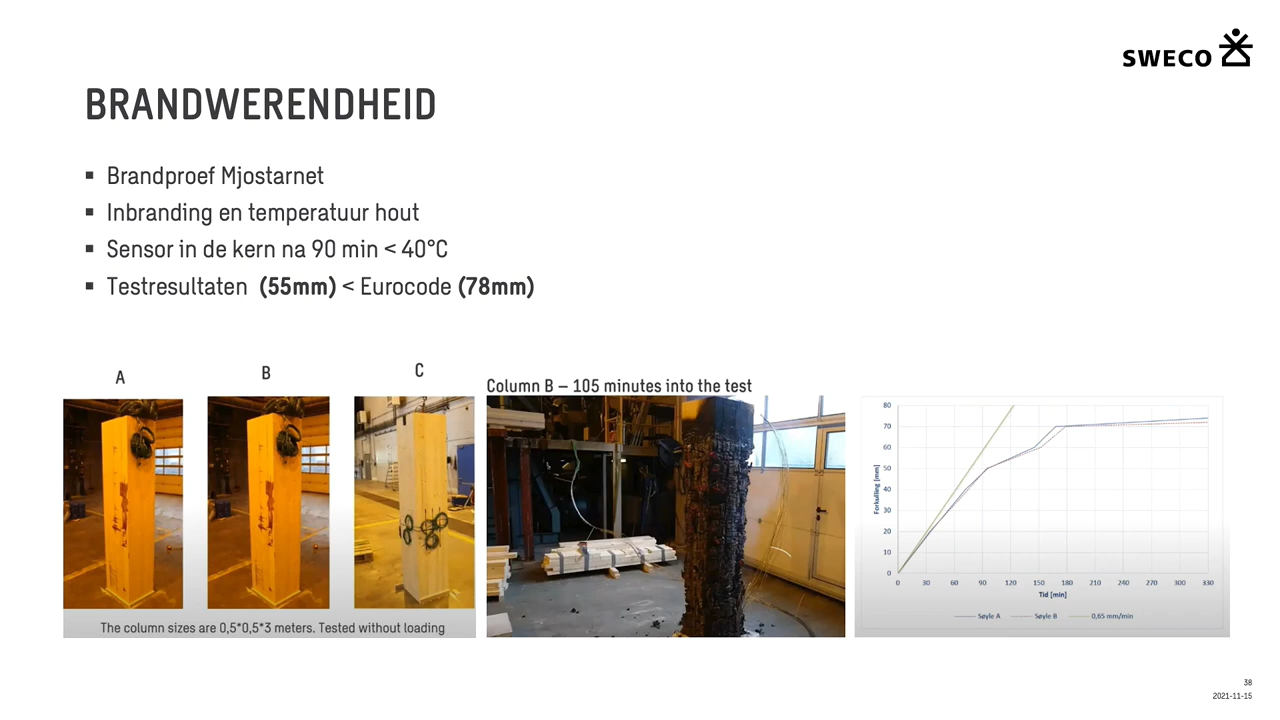 SWECO
BRANDWERENDHEID
▪ Brandproef Mjostarnet
▪ Inbranding en temperatuur hout
▪ Sensor in de kern na 90 min < 40°C
▪ Testresultaten (55mm) < Eurocode (78mm)
A B C
Column B – 105 minutes into the test
The column sizes are 0,5*0,5*3 meters. Tested without loading
80
70
60
50
40
30
20
10
0
Forkulling [mm]
0 30 60 90 120 150 180 210 240 270 300 330
Tid [min]
Søyle A Søyle B 0,65 mm/min
38
2021-11-15